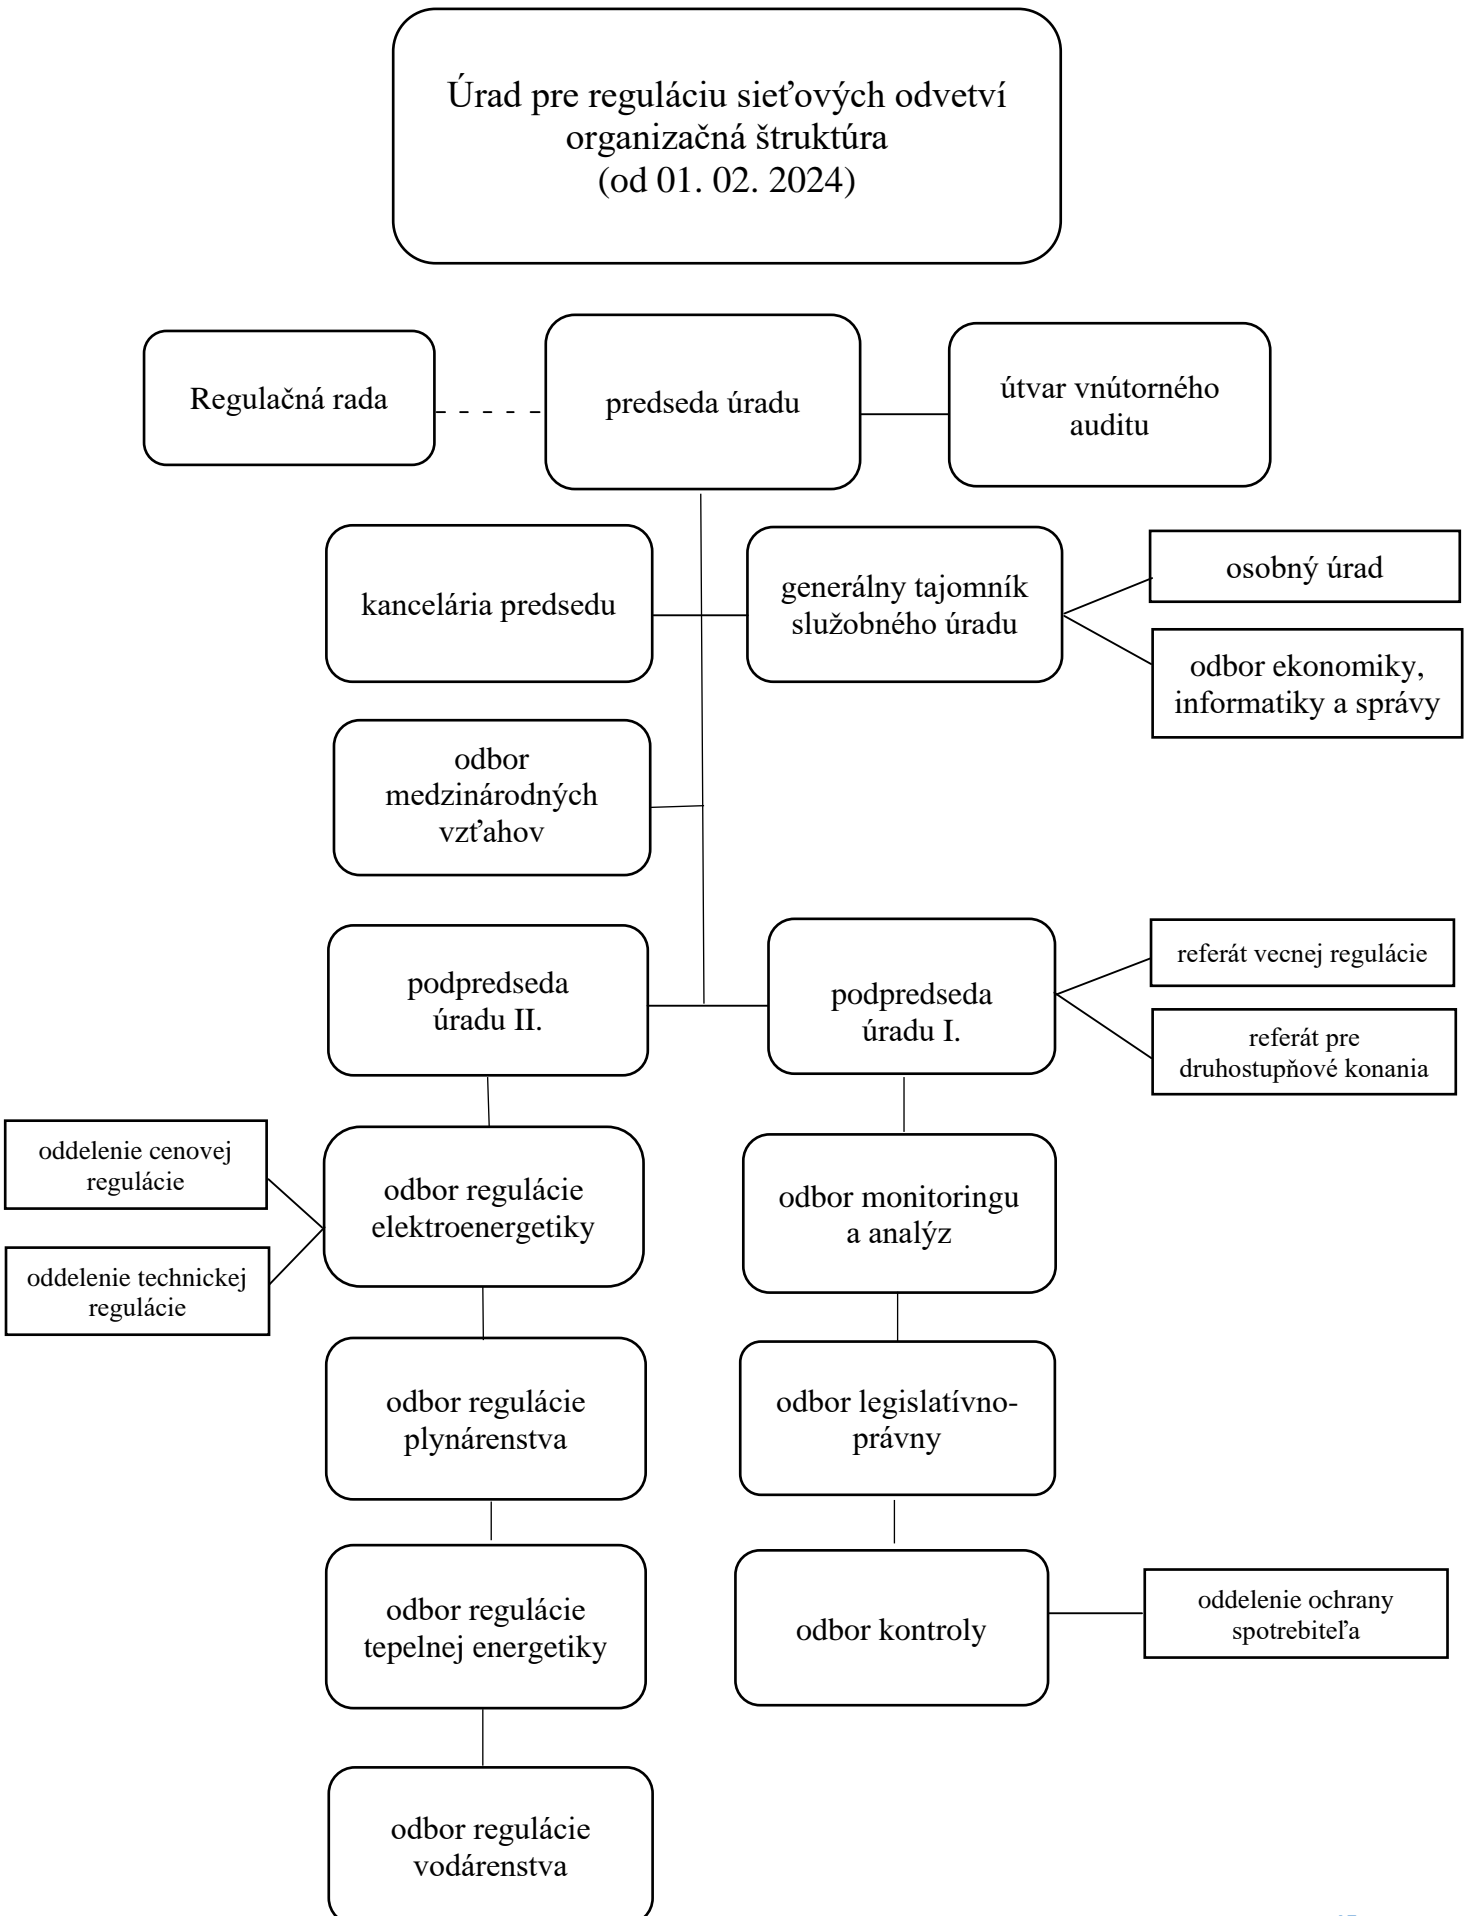 Úrad pre reguláciu sieťových odvetví
organizačná štruktúra
(od 01. 02. 2024)
Regulačná rada
predseda úradu
útvar vnútorného
auditu
kancelária predsedu
generálny tajomník
služobného úradu
osobný úrad
odbor ekonomiky,
informatiky a správy
odbor
medzinárodných
vzťahov
podpredseda
úradu II.
podpredseda
úradu I.
referát vecnej regulácie
referát pre
druhostupňové konania
oddelenie cenovej
regulácie
oddelenie technickej
regulácie
odbor regulácie
elektroenergetiky
odbor monitoringu
a analýz
odbor regulácie
plynárenstva
odbor legislatívno-
právny
odbor regulácie
tepelnej energetiky
odbor kontroly
oddelenie ochrany
spotrebiteľa
odbor regulácie
vodárenstva